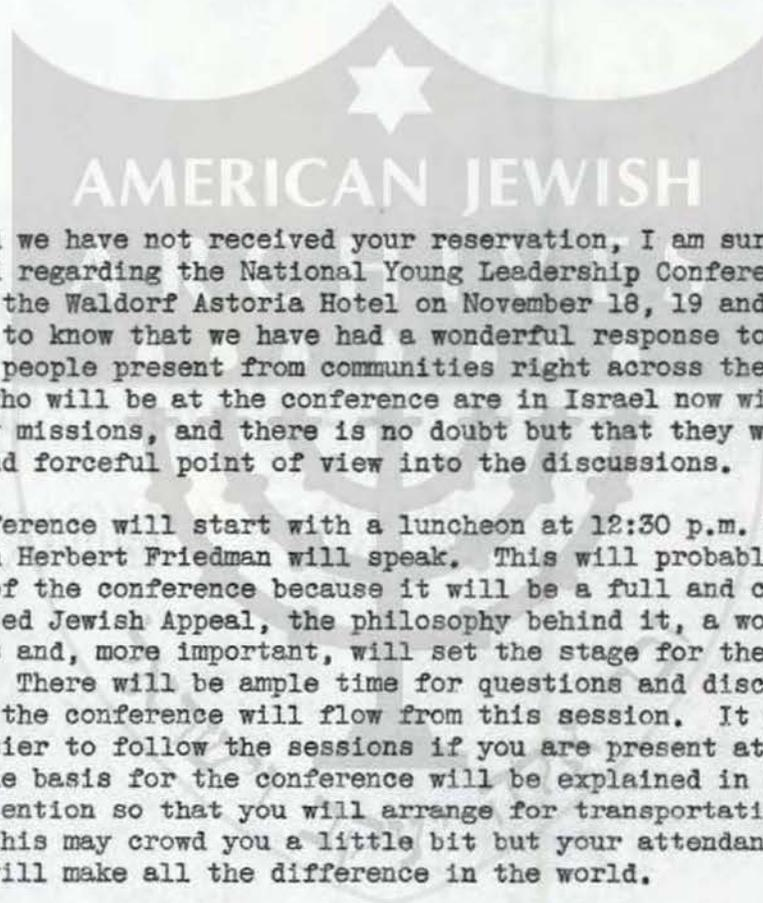 AMERICAN JEWISH
ARCHIVES
we have not received your reservation, I am sur
regarding the National Young Leadership Confere
the Waldorf Astoria Hotel on November 18, 19 and
to know that we have had a wonderful response to
people present from communities right across the
ho will be at the conference are in Israel now wi
missions, and there is no doubt but that they w
d forceful point of view into the discussions.
erence will start with a luncheon at 12:30 p.m.
Herbert Friedman will speak. This will probabl
of the conference because it will be a full and c
ed Jewish Appeal, the philosophy behind it, a wo
and, more important, will set the stage for the
There will be ample time for questions and disc
the conference will flow from this session. It
ier to follow the sessions if you are present at
e basis for the conference will be explained in
ention so that you will arrange for transportati
his may crowd you a little bit but your attendan
ill make all the difference in the world.